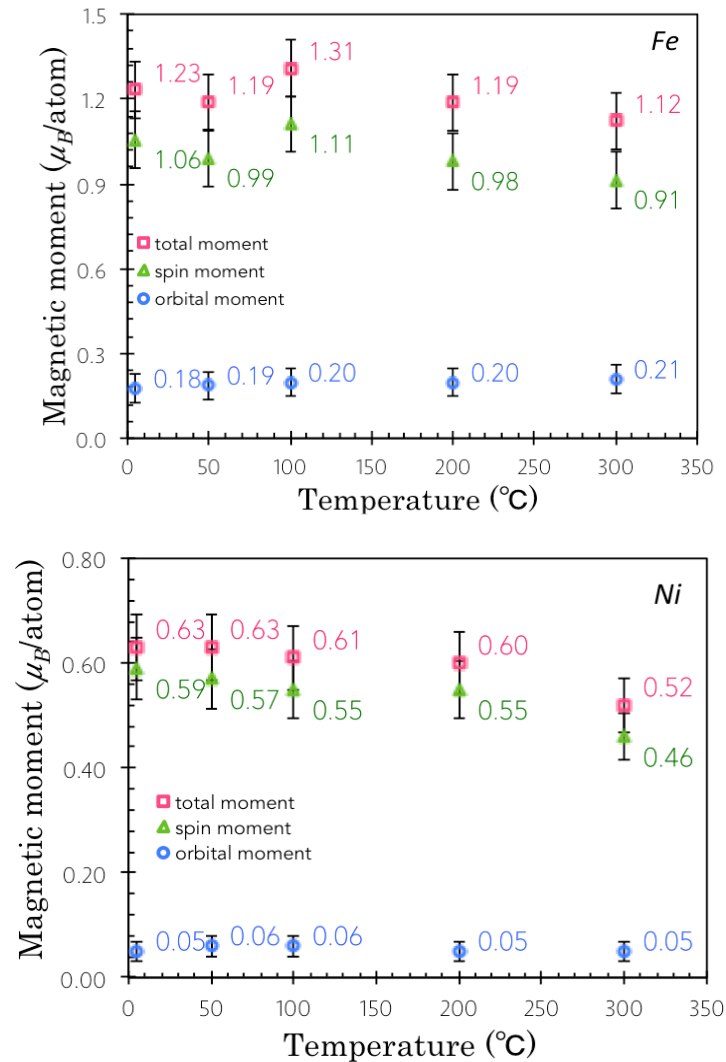 Fe
Magnetic moment (μB/atom)
1.5
1.2
0.9
0.6
0.3
0.0
1.23
1.19
1.31
1.19
1.12
1.06
0.99
1.11
0.98
0.91
total moment
spin moment
orbital moment
0.18
0.19
0.20
0.20
0.21
0 50 100 150 200 250 300 350
Temperature (℃)
Ni
Magnetic moment (μB/atom)
0.80
0.60
0.40
0.20
0.00
0.63
0.63
0.61
0.60
0.52
0.59
0.57
0.55
0.55
0.46
total moment
spin moment
orbital moment
0.05
0.06
0.06
0.05
0.05
0 50 100 150 200 250 300 350
Temperature (℃)